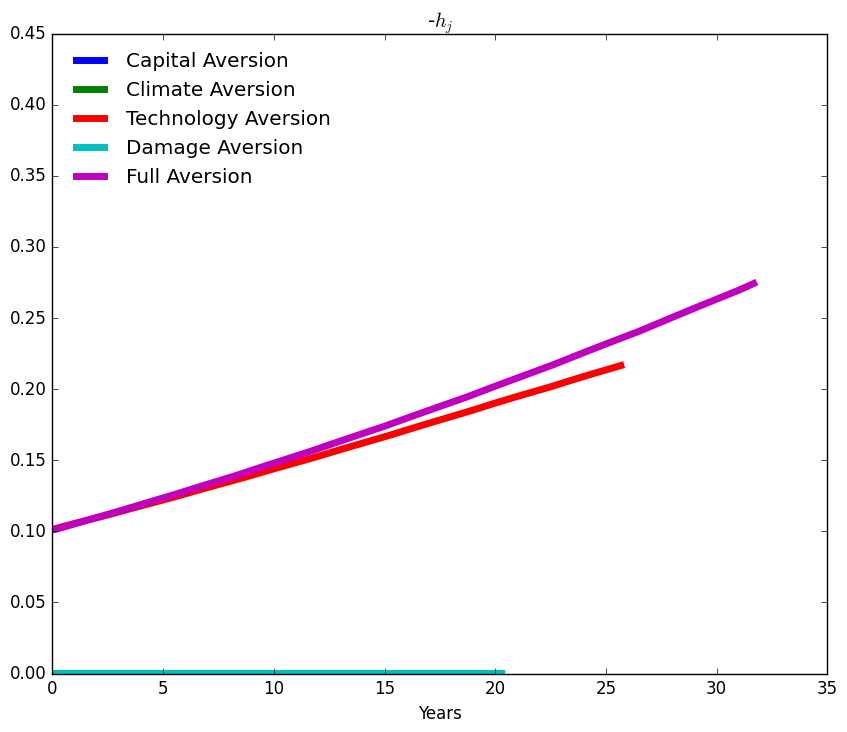 -h_j
0.45
0.40
0.35
0.30
0.25
0.20
0.15
0.10
0.05
0.00
Capital Aversion
Climate Aversion
Technology Aversion
Damage Aversion
Full Aversion
0 5 10 15 20 25 30 35
Years